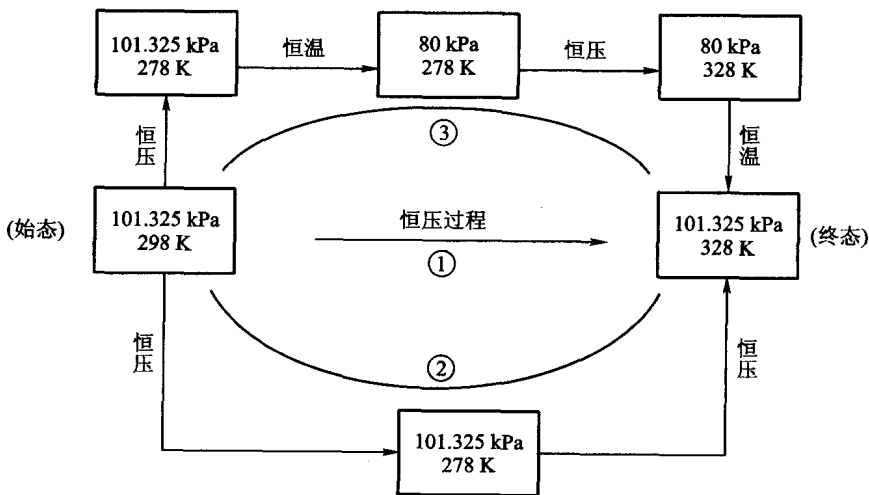 101.325 kPa
278 K
恒温
80 kPa
278 K
恒压
80 kPa
328 K
恒压
③
恒温
(始态)
101.325 kPa
298 K
恒压过程
①
101.325 kPa
328 K
(终态)
恒压
②
恒压
101.325 kPa
278 K